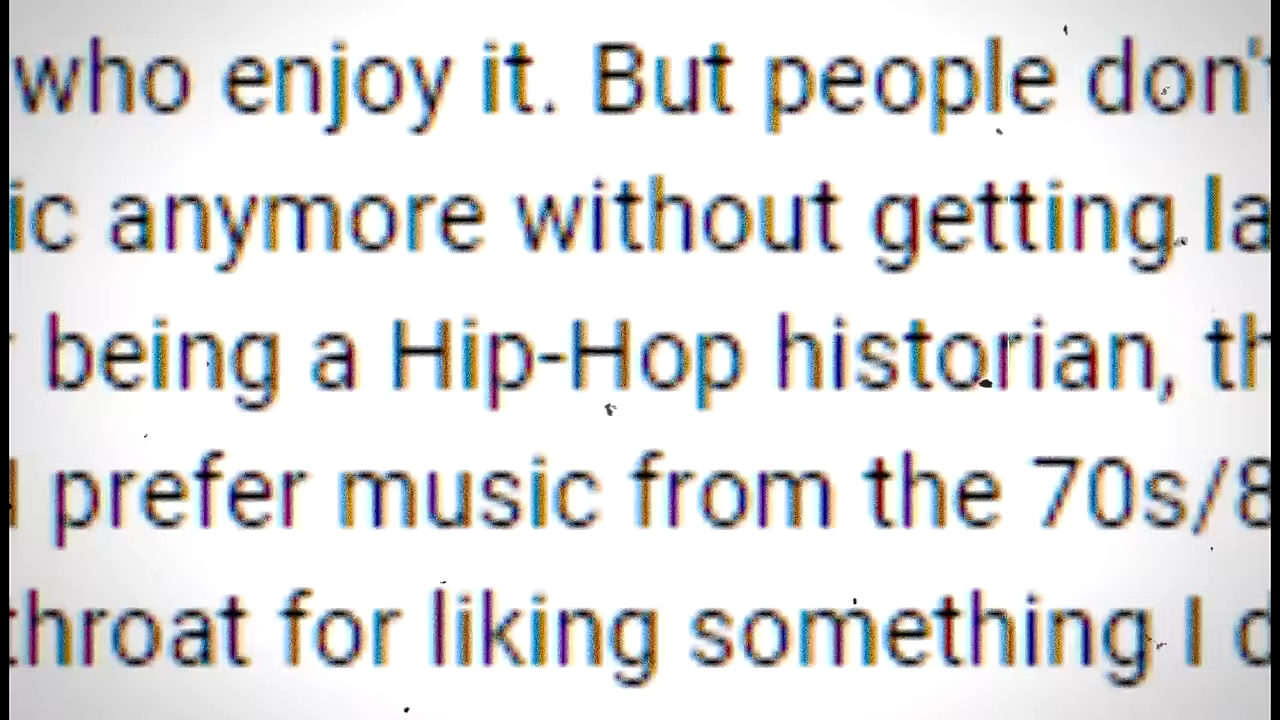 who enjoy it. But people don'
ic anymore without getting la
being a Hip-Hop historian, th
I prefer music from the 70s/8
throat for liking something I d